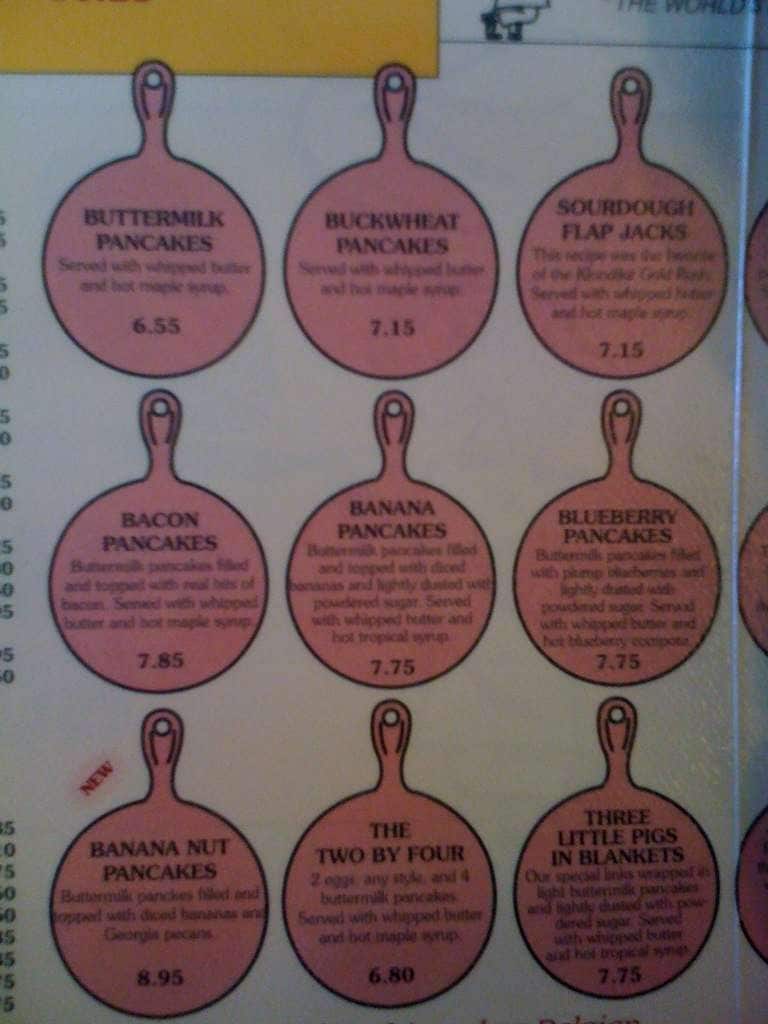 THE WORLD'S
BUTTERMILK
PANCAKES
Served with whipped butter
and hot maple syrup.
6.55
BUCKWHEAT
PANCAKES
Served with whipped butter
and hot maple syrup.
7.15
SOURDOUGH
FLAP JACKS
This recipe was the favorite
of the Klondike Gold Rush.
Served with whipped butter
and hot maple syrup.
7.15
BACON
PANCAKES
Buttermilk pancakes filled
and topped with real bits of
bacon. Served with whipped
butter and hot maple syrup.
7.85
BANANA
PANCAKES
Buttermilk pancakes filled
and topped with diced
bananas and lightly dusted with
powdered sugar. Served
with whipped butter and
hot tropical syrup.
7.75
BLUEBERRY
PANCAKES
Buttermilk pancakes filled
with plump blueberries and
lightly dusted with
powdered sugar. Served
with whipped butter and
hot blueberry compote.
7.75
NEW
BANANA NUT
PANCAKES
Buttermilk panckes filled and
topped with diced bananas and
Georgia pecans.
8.95
THE
TWO BY FOUR
2 eggs, any style, and 4
buttermilk pancakes.
Served with whipped butter
and hot maple syrup.
6.80
THREE
LITTLE PIGS
IN BLANKETS
Our special links wrapped in
light buttermilk pancakes
and lightly dusted with pow-
dered sugar. Served
with whipped butter
and hot tropical syrup.
7.75